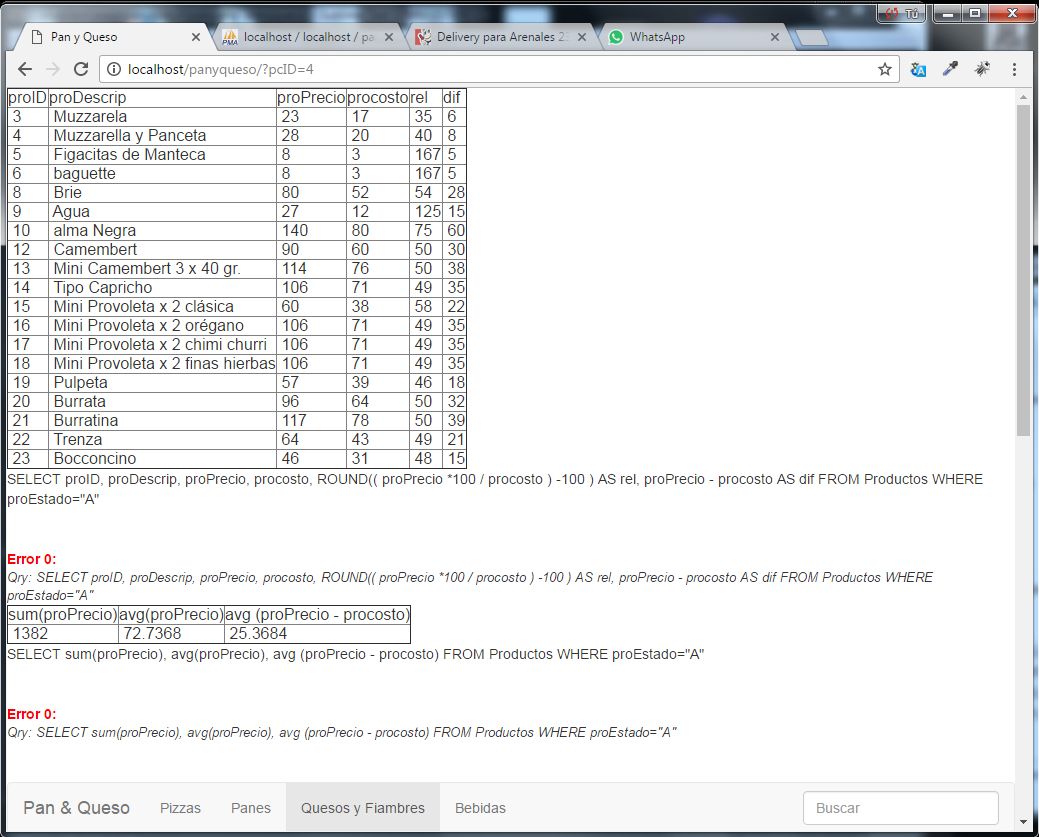 Tú
Pan y Queso
localhost / localhost / pa
Delivery para Arenales 23
WhatsApp
localhost/panyqueso/?pcID=4
proID proDescrip proPrecio procosto rel dif
3 Muzzarela 23 17 35 6
4 Muzzarella y Panceta 28 20 40 8
5 Figacitas de Manteca 8 3 167 5
6 baguette 8 3 167 5
8 Brie 80 52 54 28
9 Agua 27 12 125 15
10 alma Negra 140 80 75 60
12 Camembert 90 60 50 30
13 Mini Camembert 3 x 40 gr. 114 76 50 38
14 Tipo Capricho 106 71 49 35
15 Mini Provoleta x 2 clásica 60 38 58 22
16 Mini Provoleta x 2 orégano 106 71 49 35
17 Mini Provoleta x 2 chimi churri 106 71 49 35
18 Mini Provoleta x 2 finas hierbas 106 71 49 35
19 Pulpeta 57 39 46 18
20 Burrata 96 64 50 32
21 Burratina 117 78 50 39
22 Trenza 64 43 49 21
23 Bocconcino 46 31 48 15
SELECT proID, proDescrip, proPrecio, procosto, ROUND(( proPrecio *100 / procosto ) -100 ) AS rel, proPrecio - procosto AS dif FROM Productos WHERE
proEstado="A"
Error 0:
Qry: SELECT proID, proDescrip, proPrecio, procosto, ROUND(( proPrecio *100 / procosto ) -100 ) AS rel, proPrecio - procosto AS dif FROM Productos WHERE
proEstado="A"
sum(proPrecio) avg(proPrecio) avg (proPrecio - procosto)
1382 72.7368 25.3684
SELECT sum(proPrecio), avg(proPrecio), avg (proPrecio - procosto) FROM Productos WHERE proEstado="A"
Error 0:
Qry: SELECT sum(proPrecio), avg(proPrecio), avg (proPrecio - procosto) FROM Productos WHERE proEstado="A"
Pan & Queso Pizzas Panes Quesos y Fiambres Bebidas Buscar